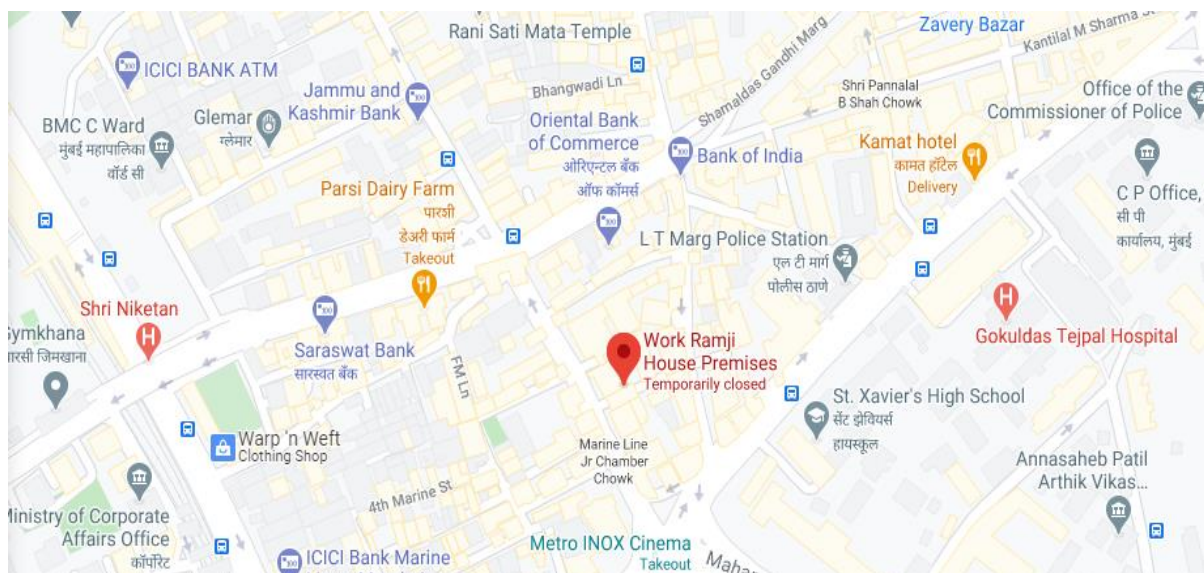 Rani Sati Mata Temple
Zavery Bazar
Kantilal M Sharma
ICICI BANK ATM
Bhangwadi Ln
Shamaldas Gandhi Marg
Shri Pannalal
B Shah Chowk
Office of the
Commissioner of Police
Jammu and
Kashmir Bank
Glemar
ग्लेमार
BMC C Ward
मुंबई महापालिका
वॉर्ड सी
Oriental Bank
of Commerce
ओरिएन्टल बँक
ऑफ कॉमर्स
Bank of India
Kamat hotel
कामत हॉटेल
Delivery
C P Office,
सी पी
कार्यालय, मुंबई
Parsi Dairy Farm
पारशी
डेअरी फार्म
Takeout
L T Marg Police Station
एल टी मार्ग
पोलीस ठाणे
Shri Niketan
Gymkhana
ारसी जिमखाना
Saraswat Bank
सारस्वत बँक
FM Ln
Work Ramji
House Premises
Temporarily closed
Gokuldas Tejpal Hospital
St. Xavier's High School
सेंट झेवियर्स
हायस्कूल
Warp 'n Weft
Clothing Shop
Marine Line
Jr Chamber
Chowk
4th Marine St
Annasaheb Patil
Arthik Vikas...
Ministry of Corporate
Affairs Office
कॉर्पोरेट
ICICI Bank Marine
Metro INOX Cinema
Takeout
Maha